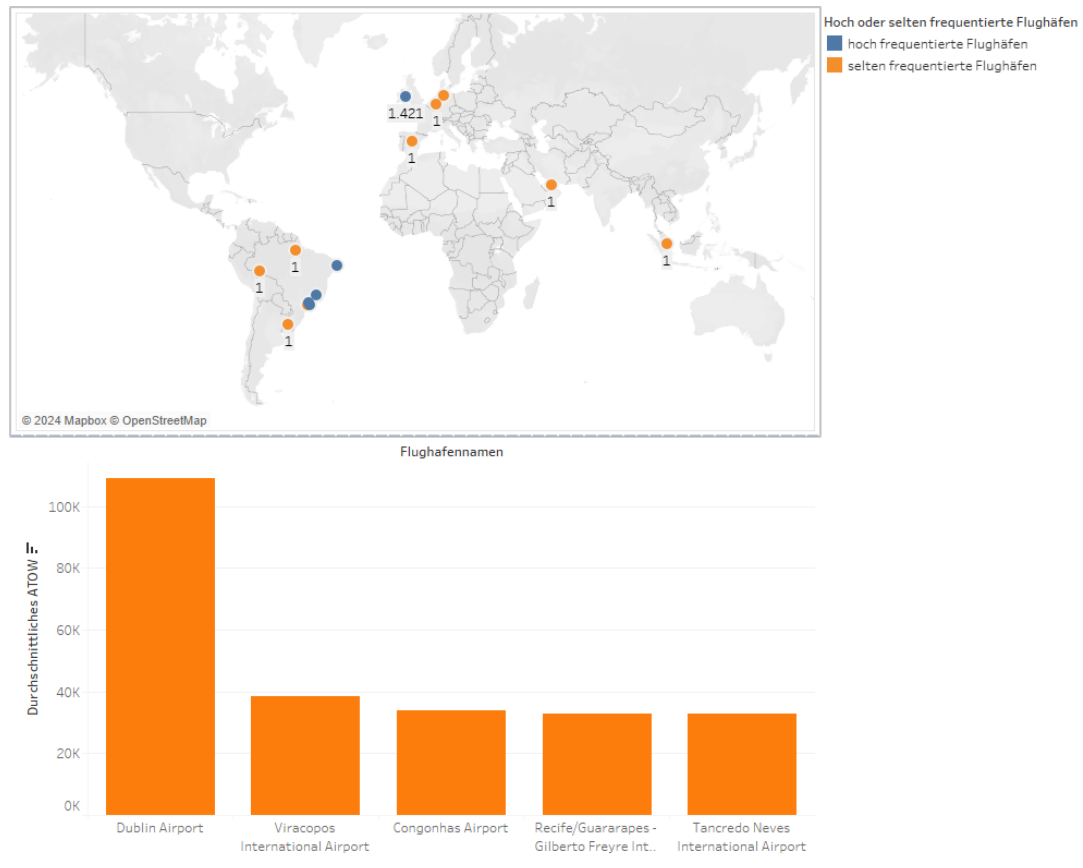 Hoch oder selten frequentierte Flughäfen
hoch frequentierte Flughäfen
selten frequentierte Flughäfen
1.421
1
1
1
1
1
1
1
© 2024 Mapbox © OpenStreetMap
Flughafennamen
Durchschnittliches ATOW
100K
80K
60K
40K
20K
0K
Dublin Airport
Viracopos
International Airport
Congonhas Airport
Recife/Guararapes -
Gilberto Freyre Int..
Tancredo Neves
International Airport